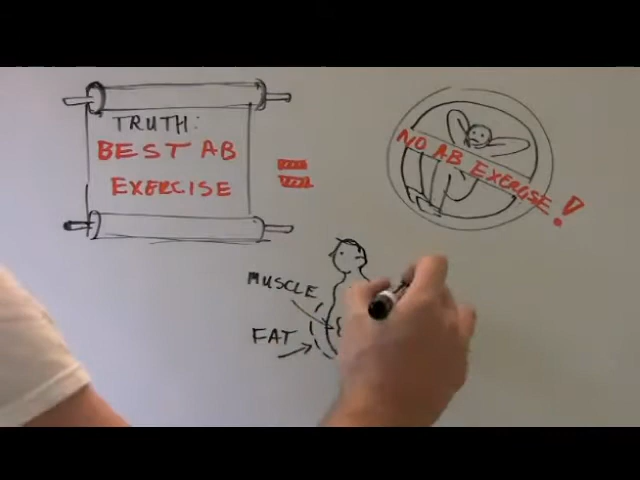 TRUTH:
BEST AB
EXERCISE
=
NO AB EXERCISE!
MUSCLE
FAT